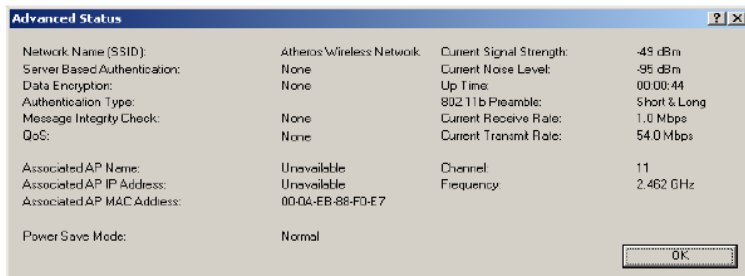 Advanced Status
Network Name (SSID): Atheros Wireless Network Current Signal Strength: -49 dBm
Server Based Authentication: None Current Noise Level: -95 dBm
Data Encryption: None Up Time: 00:00:44
Authentication Type: 802.11b Preamble: Short & Long
Message Integrity Check: None Current Receive Rate: 1.0 Mbps
QoS: None Current Transmit Rate: 54.0 Mbps
Associated AP Name: Unavailable Channel: 11
Associated AP IP Address: Unavailable Frequency: 2.462 GHz
Associated AP MAC Address: 00-0A-EB-88-F0-E7
Power Save Mode: Normal
OK